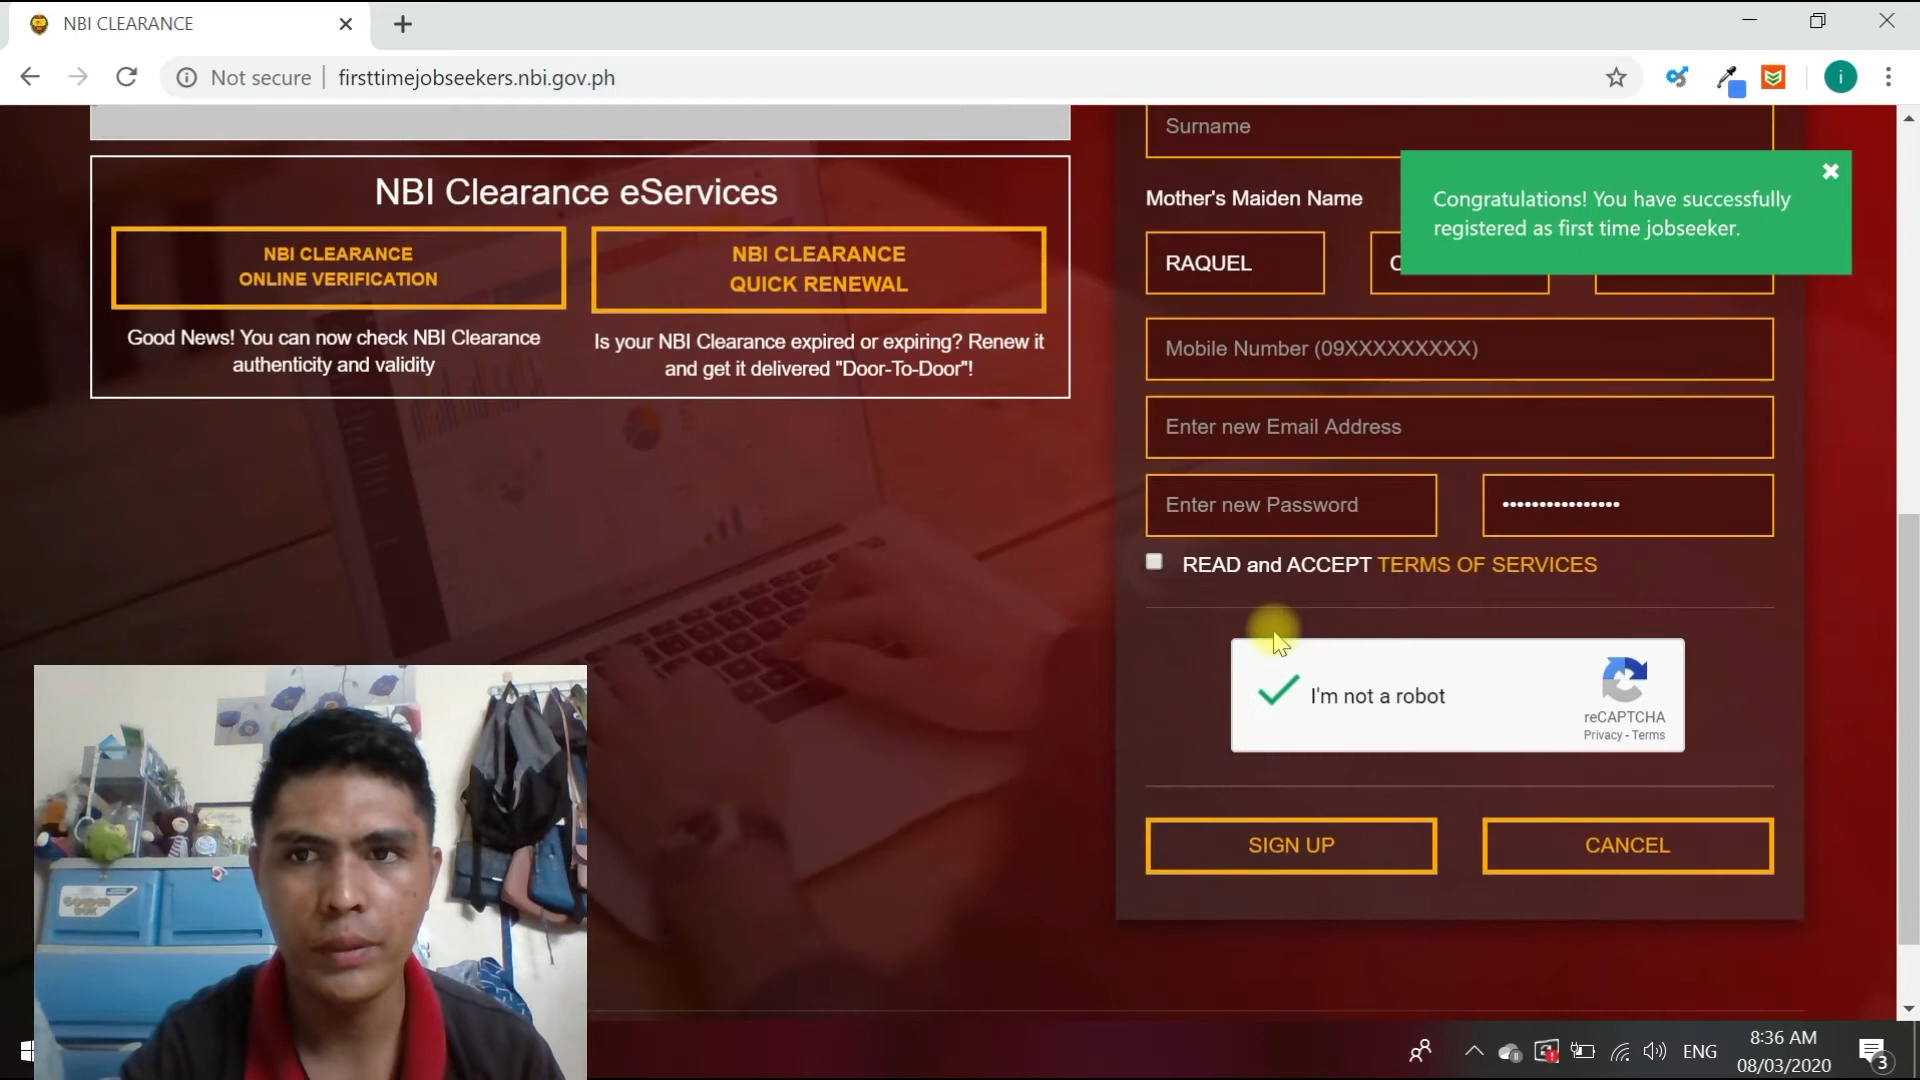 NBI CLEARANCE
Not secure
firsttimejobseekers.nbi.gov.ph
i
NBI Clearance eServices
NBI CLEARANCE
ONLINE VERIFICATION
Good News! You can now check NBI Clearance
authenticity and validity
NBI CLEARANCE
QUICK RENEWAL
Is your NBI Clearance expired or expiring? Renew it
and get it delivered "Door-To-Door"!
Surname
Congratulations! You have successfully
registered as first time jobseeker.
Mother's Maiden Name
RAQUEL
Mobile Number (09XXXXXXXXX)
Enter new Email Address
Enter new Password
••••••••••••••••
READ and ACCEPT TERMS OF SERVICES
I'm not a robot
reCAPTCHA
Privacy - Terms
SIGN UP
CANCEL
ENG
8:36 AM
08/03/2020
3